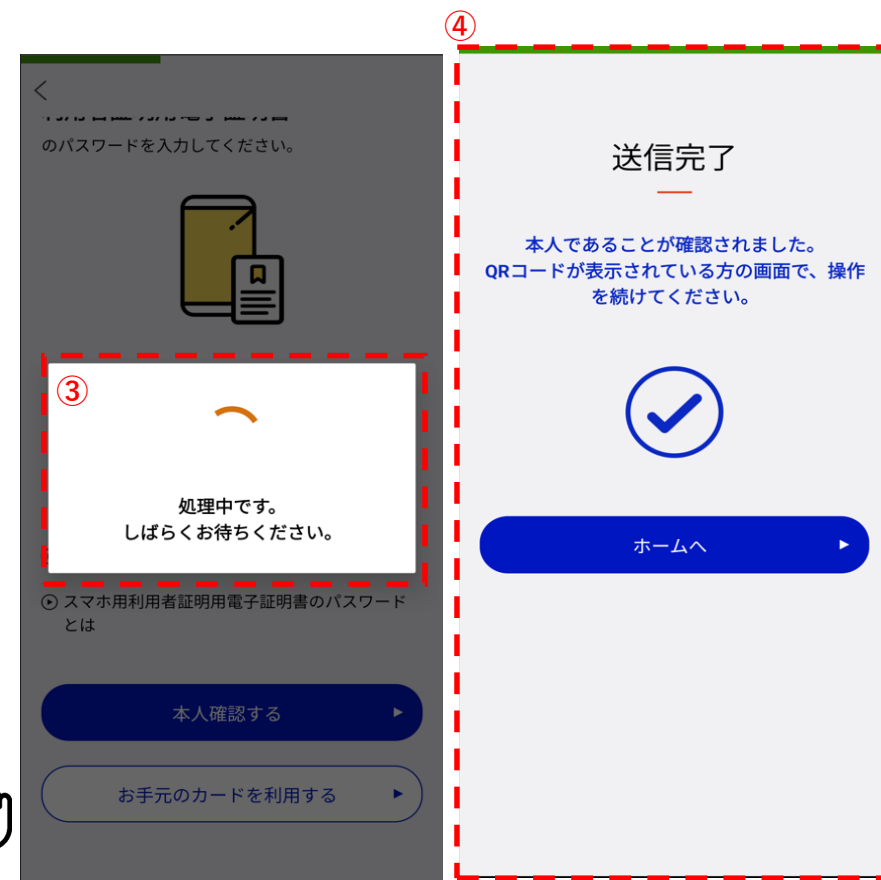 のパスワードを入力してください。
③
処理中です。
しばらくお待ちください。
スマホ用利用者証明用電子証明書のパスワード
とは
本人確認する
お手元のカードを利用する
④
送信完了
本人であることが確認されました。
QRコードが表示されている方の画面で、操作
を続けてください。
ホームへ